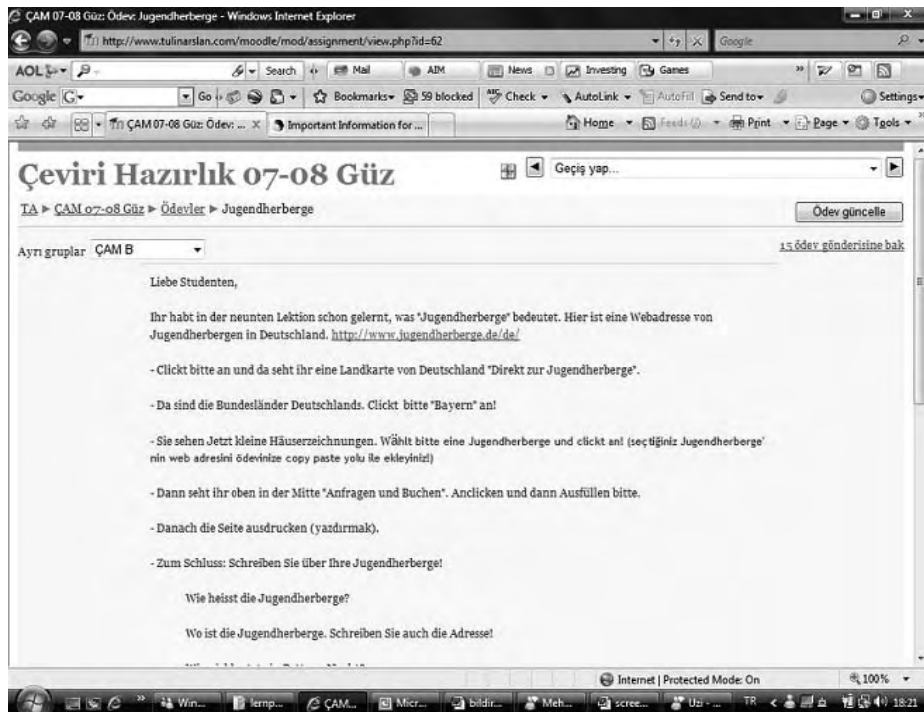 ÇAM 07-08 Güz: Ödev: Jugendherberge - Windows Internet Explorer
http://www.tulinarslan.com/moodle/mod/assignment/view.php?id=62
Google
AOL Search Mail AIM News Investing Games
Google Go Bookmarks 59 blocked Check AutoLink AutoFill Send to Settings
ÇAM 07-08 Güz: Ödev: ... X Important Information for ... Home Feeds Print Page Tools
Çeviri Hazırlık 07-08 Güz
Geçiş yap...
TA ► ÇAM 07-08 Güz ► Ödevler ► Jugendherberge
Ödev güncelle
Ayrı gruplar ÇAM B
15 ödev gönderisine bak
Liebe Studenten,
Ihr habt in der neunten Lektion schon gelernt, was "Jugendherberge" bedeutet. Hier ist eine Webadresse von
Jugendherbergen in Deutschland. http://www.jugendherberge.de/de/
- Clickt bitte an und da seht ihr eine Landkarte von Deutschland "Direkt zur Jugendherberge".
- Da sind die Bundesländer Deutschlands. Clickt bitte "Bayern" an!
- Sie sehen Jetzt kleine Häuserzeichnungen. Wählt bitte eine Jugendherberge und clickt an! (seçtiğiniz Jugendherberge'
nin web adresini ödevinize copy paste yolu ile ekleyiniz!)
- Dann seht ihr oben in der Mitte "Anfragen und Buchen". Anclicken und dann Ausfüllen bitte.
- Danach die Seite ausdrucken (yazdırmak).
- Zum Schluss: Schreiben Sie über Ihre Jugendherberge!
Wie heisst die Jugendherberge?
Wo ist die Jugendherberge. Schreiben Sie auch die Adresse!
Internet | Protected Mode: On 100%
Win... lernp... ÇAM... Micr... bildir... Meh... scree... Uzi - ... TR 18:21